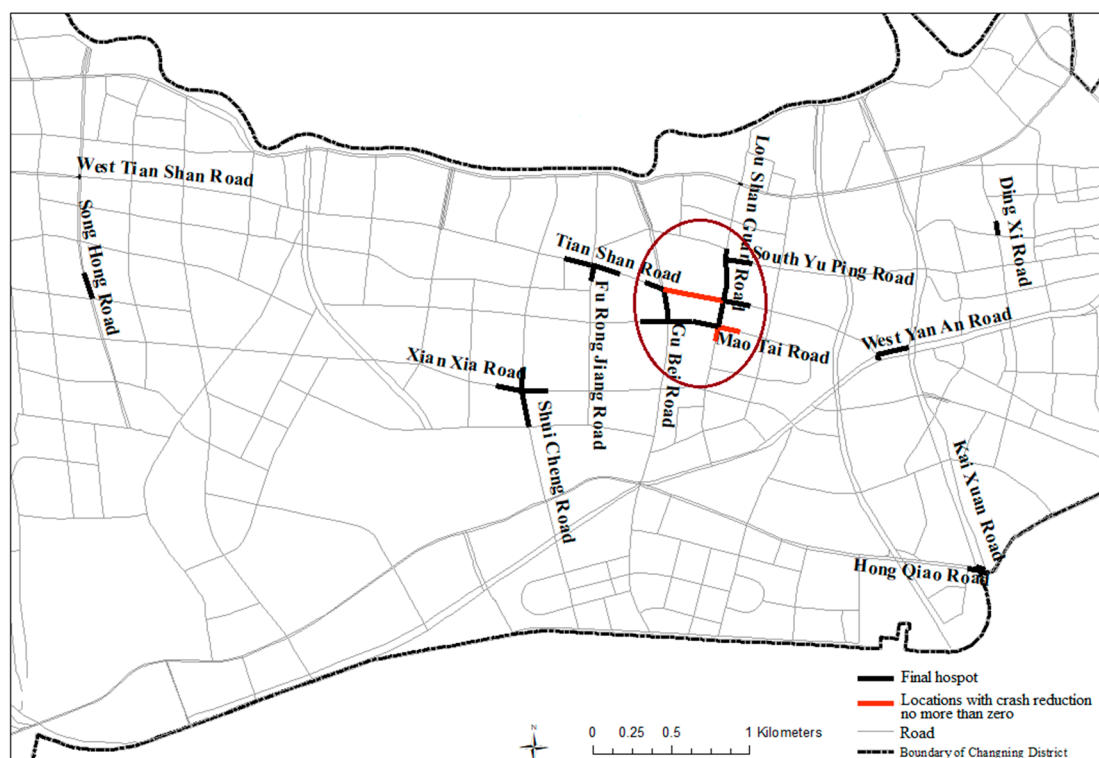 West Tian Shan Road
Song Hong Road
Tian Shan Road
Fu Rong Jiang Road
Lou Shan Guan Road
South Yu Ping Road
Ding Xi Road
Gu Bei Road
Mao Tai Road
West Yan An Road
Xian Xia Road
Shui Cheng Road
Kai Xuan Road
Hong Qiao Road
Final hospot
Locations with crash reduction
no more than zero
Road
Boundary of Changning District
N
0 0.25 0.5 1 Kilometers